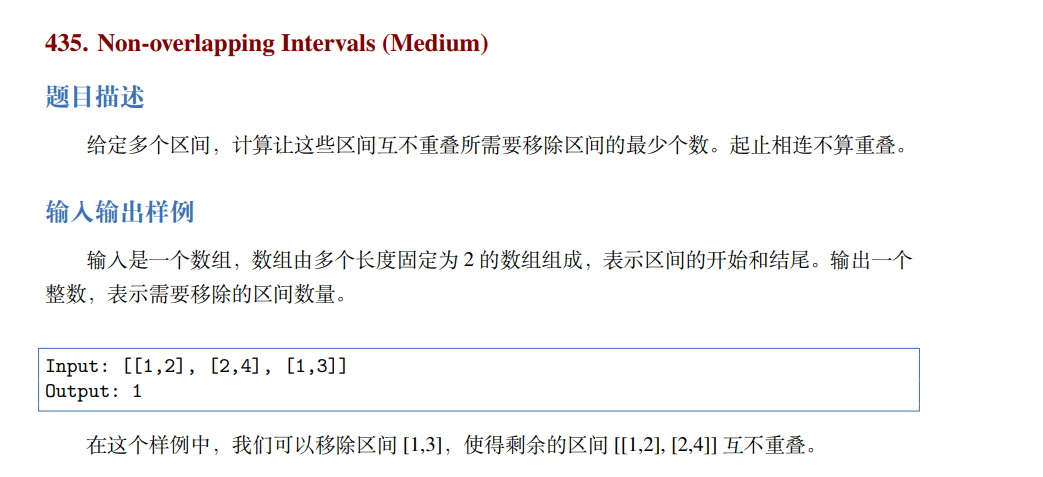 435. Non-overlapping Intervals (Medium)
题目描述
给定多个区间，计算让这些区间互不重叠所需要移除区间的最少个数。起止相连不算重叠。
输入输出样例
输入是一个数组，数组由多个长度固定为 2 的数组组成，表示区间的开始和结尾。输出一个
整数，表示需要移除的区间数量。
Input: [[1,2], [2,4], [1,3]]
Output: 1
在这个样例中，我们可以移除区间 [1,3]，使得剩余的区间 [[1,2], [2,4]] 互不重叠。